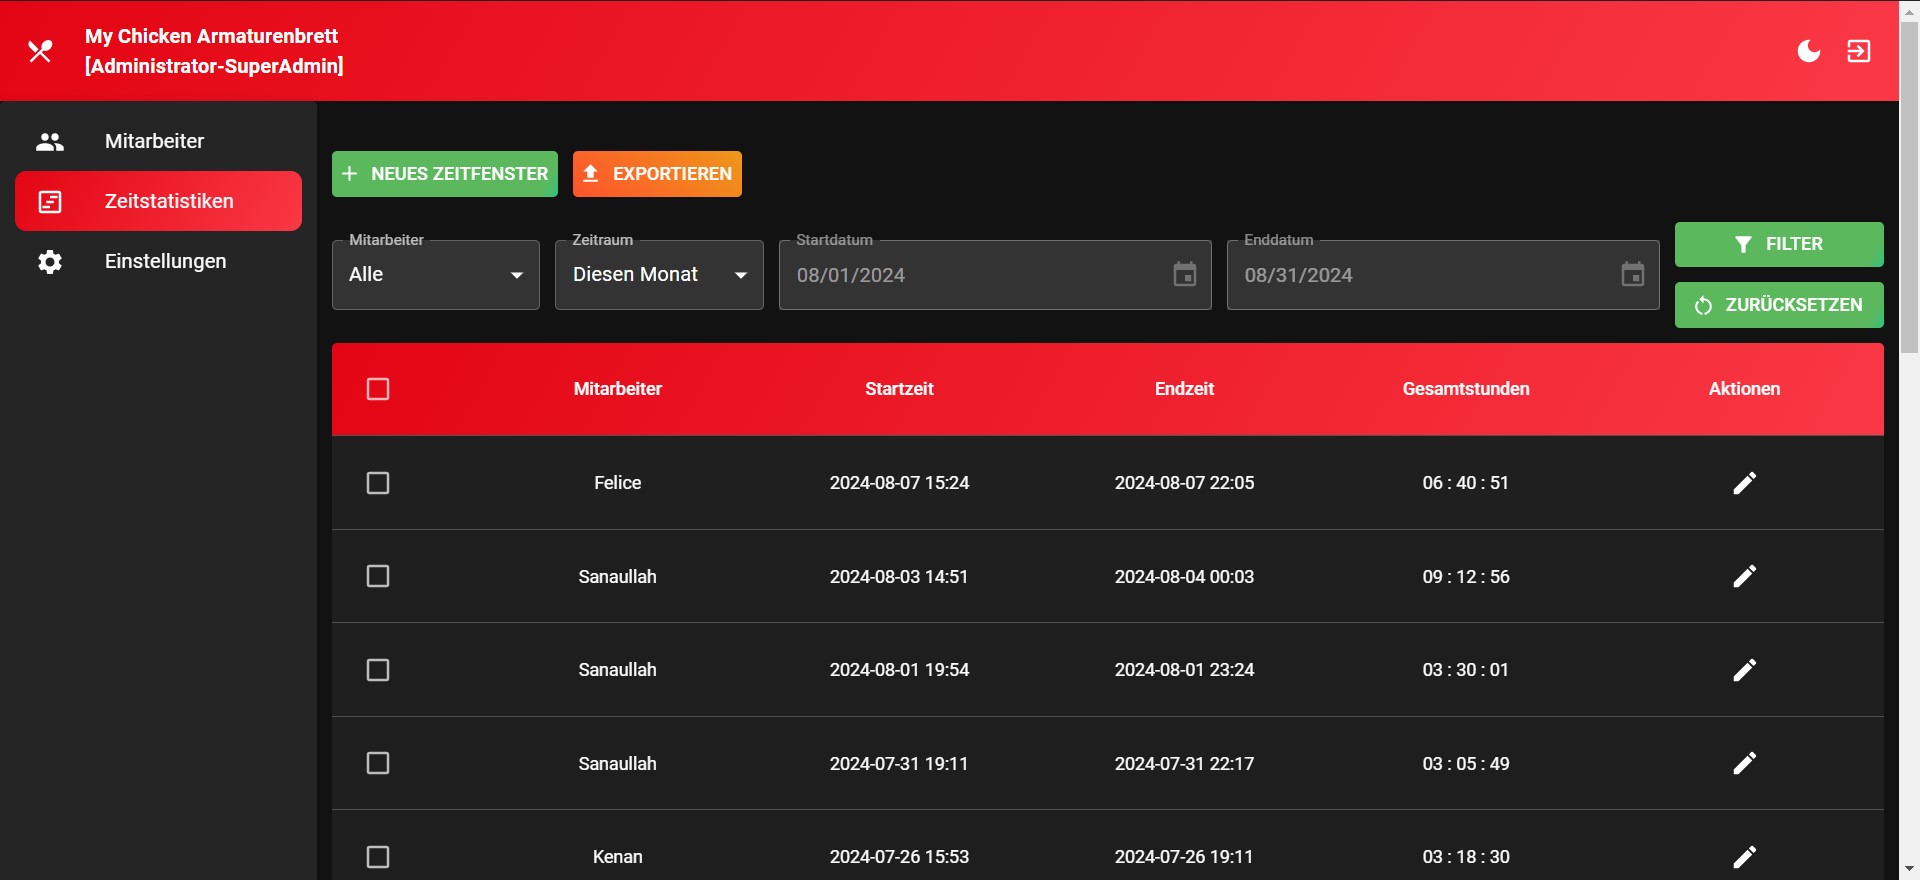 My Chicken Armaturenbrett
[Administrator-SuperAdmin]
Mitarbeiter
Zeitstatistiken
Einstellungen
NEUES ZEITFENSTER
EXPORTIEREN
Mitarbeiter
Alle
Zeitraum
Diesen Monat
Startdatum
08/01/2024
Enddatum
08/31/2024
FILTER
ZURÜCKSETZEN
Mitarbeiter Startzeit Endzeit Gesamtstunden Aktionen
Felice 2024-08-07 15:24 2024-08-07 22:05 06 : 40 : 51
Sanaullah 2024-08-03 14:51 2024-08-04 00:03 09 : 12 : 56
Sanaullah 2024-08-01 19:54 2024-08-01 23:24 03 : 30 : 01
Sanaullah 2024-07-31 19:11 2024-07-31 22:17 03 : 05 : 49
Kenan 2024-07-26 15:53 2024-07-26 19:11 03 : 18 : 30